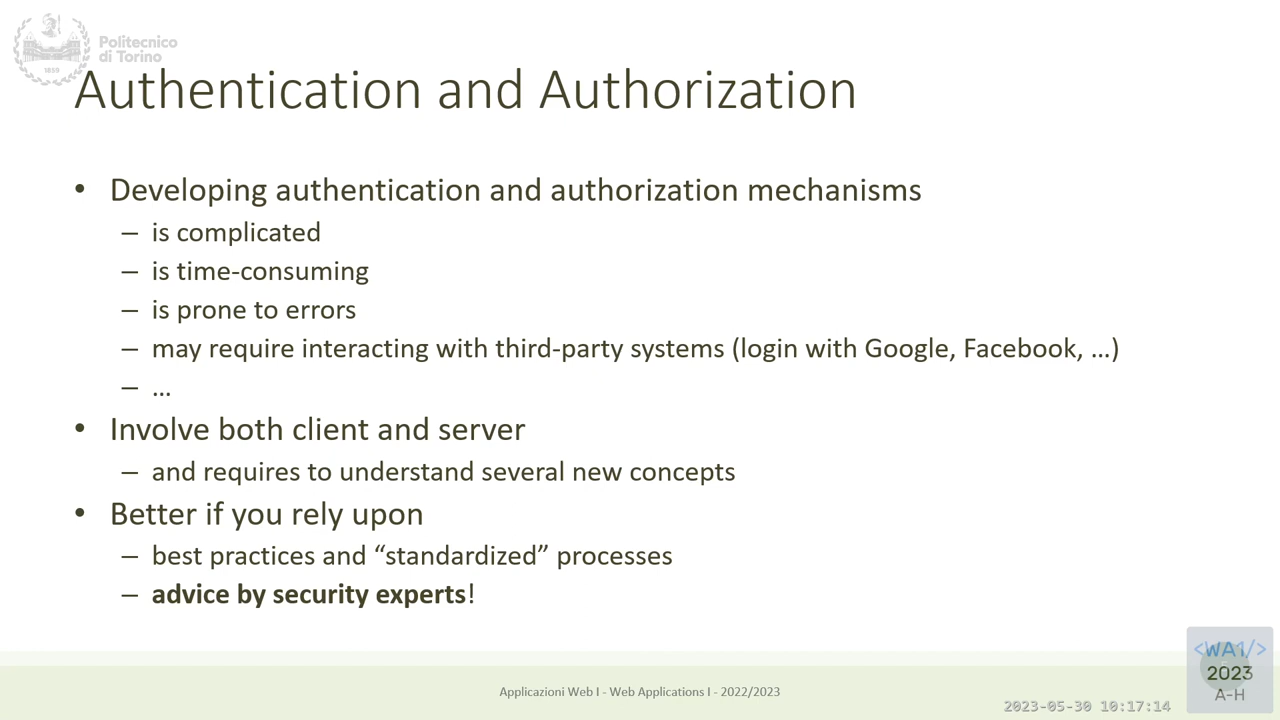 Politecnico
di Torino
1859
Authentication and Authorization
• Developing authentication and authorization mechanisms
– is complicated
– is time-consuming
– is prone to errors
– may require interacting with third-party systems (login with Google, Facebook, …)
– …
• Involve both client and server
– and requires to understand several new concepts
• Better if you rely upon
– best practices and “standardized” processes
– advice by security experts!
Applicazioni Web I - Web Applications I - 2022/2023
2023-05-30 10:17:14
<WA1/>
2023
A-H